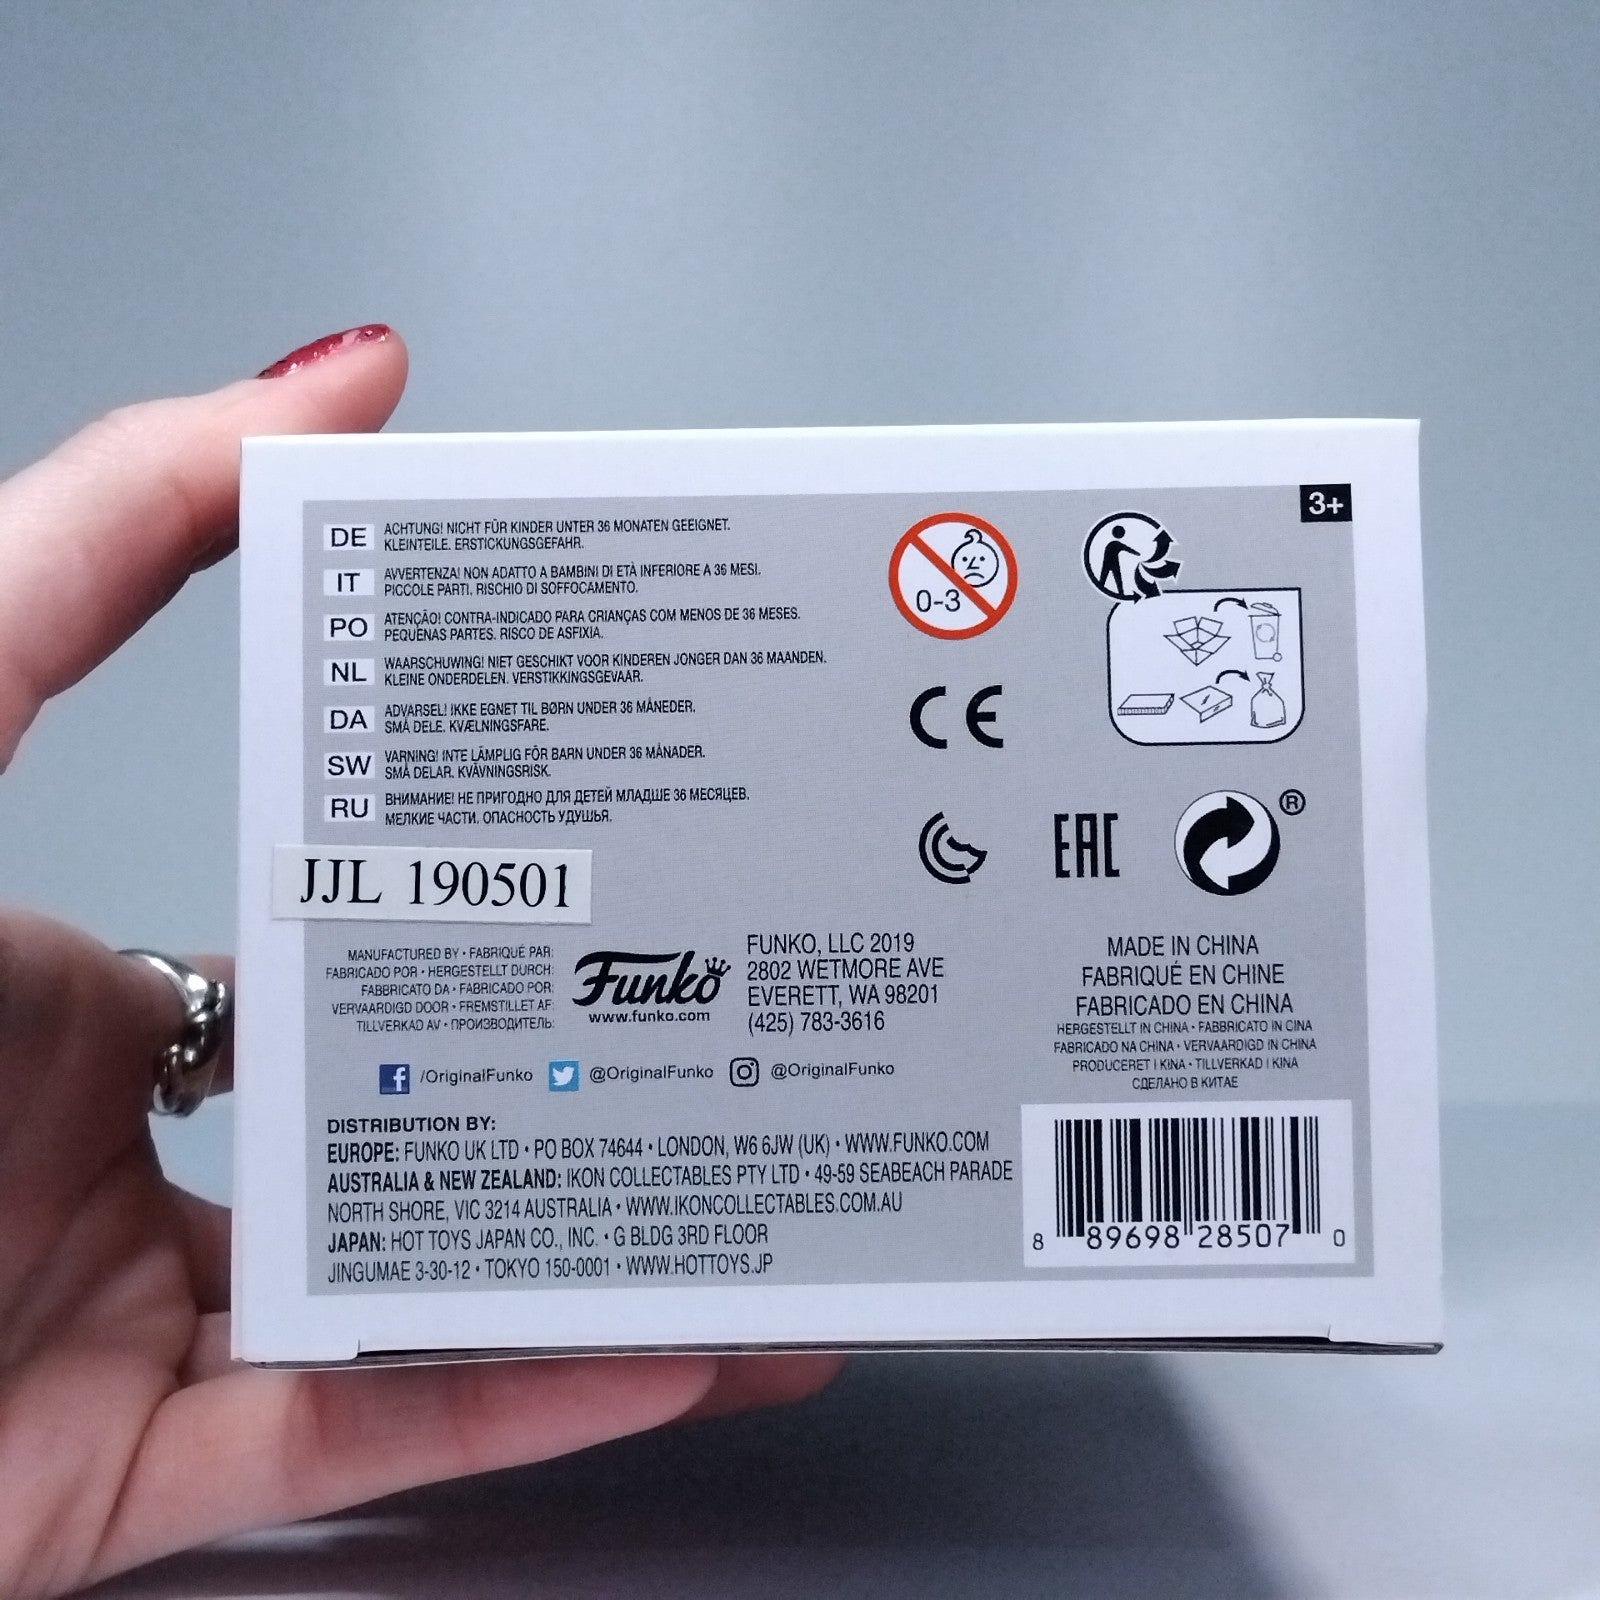 3+
DE ACHTUNG! NICHT FÜR KINDER UNTER 36 MONATEN GEEIGNET.
KLEINTEILE. ERSTICKUNGSGEFAHR.
IT AVVERTENZA! NON ADATTO A BAMBINI DI ETÀ INFERIORE A 36 MESI.
PICCOLE PARTI. RISCHIO DI SOFFOCAMENTO.
PO ATENÇÃO! CONTRA-INDICADO PARA CRIANÇAS COM MENOS DE 36 MESES.
PEQUENAS PARTES. RISCO DE ASFIXIA.
NL WAARSCHUWING! NIET GESCHIKT VOOR KINDEREN JONGER DAN 36 MAANDEN.
KLEINE ONDERDELEN. VERSTIKKINGSGEVAAR.
DA ADVARSEL! IKKE EGNET TIL BØRN UNDER 36 MÅNEDER.
SMÅ DELE. KVÆLNINGSFARE.
SW VARNING! INTE LÄMPLIG FÖR BARN UNDER 36 MÅNADER.
SMÅ DELAR. KVÄVNINGSRISK.
RU ВНИМАНИЕ! НЕ ПРИГОДНО ДЛЯ ДЕТЕЙ МЛАДШЕ 36 МЕСЯЦЕВ.
МЕЛКИЕ ЧАСТИ. ОПАСНОСТЬ УДУШЬЯ.
0-3
CE
EAC
®
JJL 190501
MANUFACTURED BY • FABRIQUÉ PAR:
FABRICADO POR • HERGESTELLT DURCH:
FABBRICATO DA • FABRICADO POR:
VERVAARDIGD DOOR • FREMSTILLET AF:
TILLVERKAD AV • ПРОИЗВОДИТЕЛЬ:
Funko
www.funko.com
FUNKO, LLC 2019
2802 WETMORE AVE
EVERETT, WA 98201
(425) 783-3616
MADE IN CHINA
FABRIQUÉ EN CHINE
FABRICADO EN CHINA
HERGESTELLT IN CHINA • FABBRICATO IN CINA
FABRICADO NA CHINA • VERVAARDIGD IN CHINA
PRODUCERET I KINA • TILLVERKAD I KINA
СДЕЛАНО В КИТАЕ
f /OriginalFunko @OriginalFunko @OriginalFunko
DISTRIBUTION BY:
EUROPE: FUNKO UK LTD • PO BOX 74644 • LONDON, W6 6JW (UK) • WWW.FUNKO.COM
AUSTRALIA & NEW ZEALAND: IKON COLLECTABLES PTY LTD • 49-59 SEABEACH PARADE
NORTH SHORE, VIC 3214 AUSTRALIA • WWW.IKONCOLLECTABLES.COM.AU
JAPAN: HOT TOYS JAPAN CO., INC. • G BLDG 3RD FLOOR
JINGUMAE 3-30-12 • TOKYO 150-0001 • WWW.HOTTOYS.JP
8 89698 28507 0